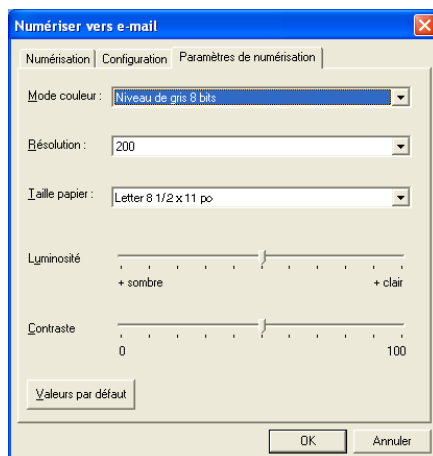 Numériser vers e-mail
Numérisation Configuration Paramètres de numérisation
Mode couleur : Niveau de gris 8 bits
Résolution : 200
Taille papier : Letter 8 1/2 x 11 po
Luminosité
+ sombre + clair
Contraste
0 100
Valeurs par défaut
OK Annuler